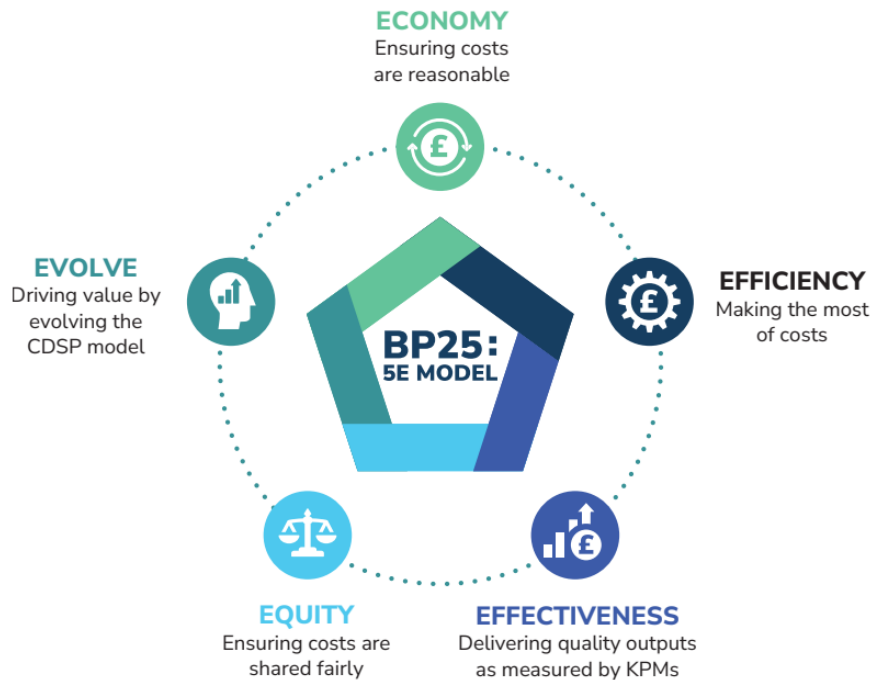 ECONOMY
Ensuring costs
are reasonable
£
EVOLVE
Driving value by
evolving the
CDSP model
£
EFFICIENCY
Making the most
of costs
BP25:
5E MODEL
£
EQUITY
Ensuring costs are
shared fairly
EFFECTIVENESS
Delivering quality outputs
as measured by KPMs